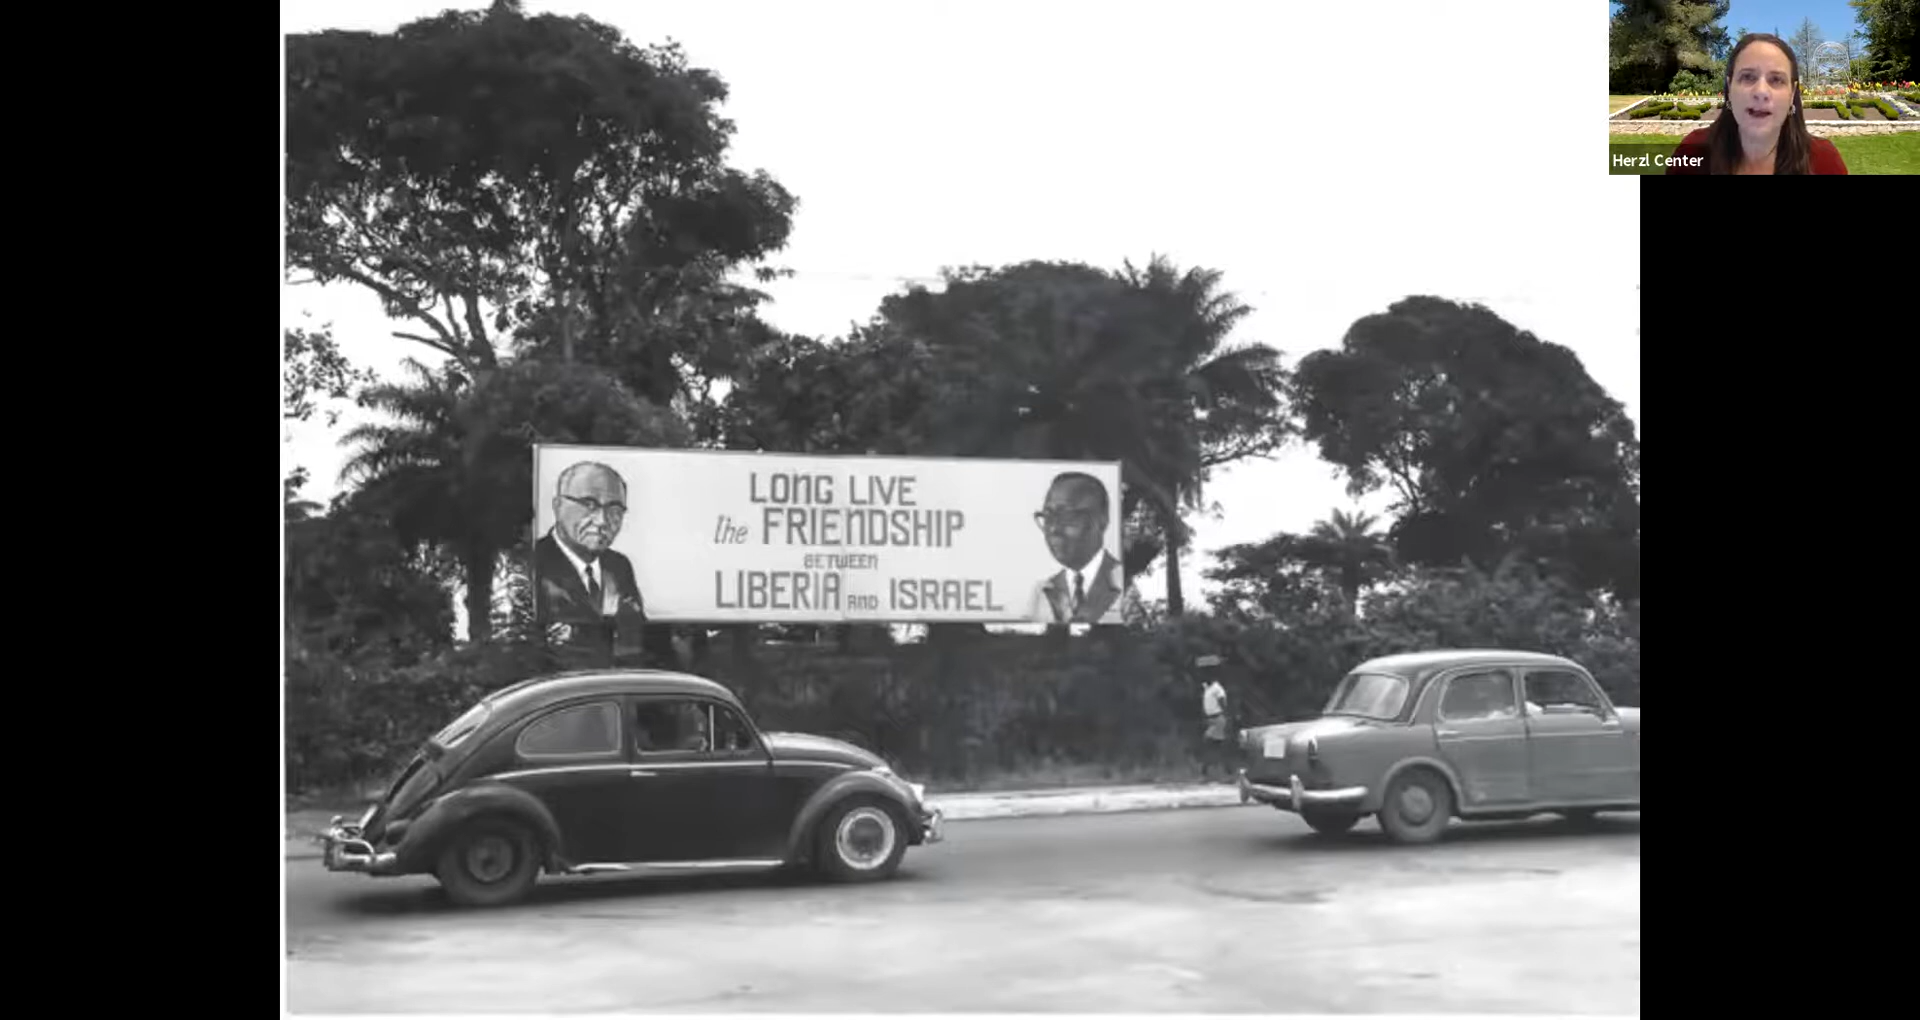 LONG LIVE
the FRIENDSHIP
BETWEEN
LIBERIA AND ISRAEL
Herzl Center